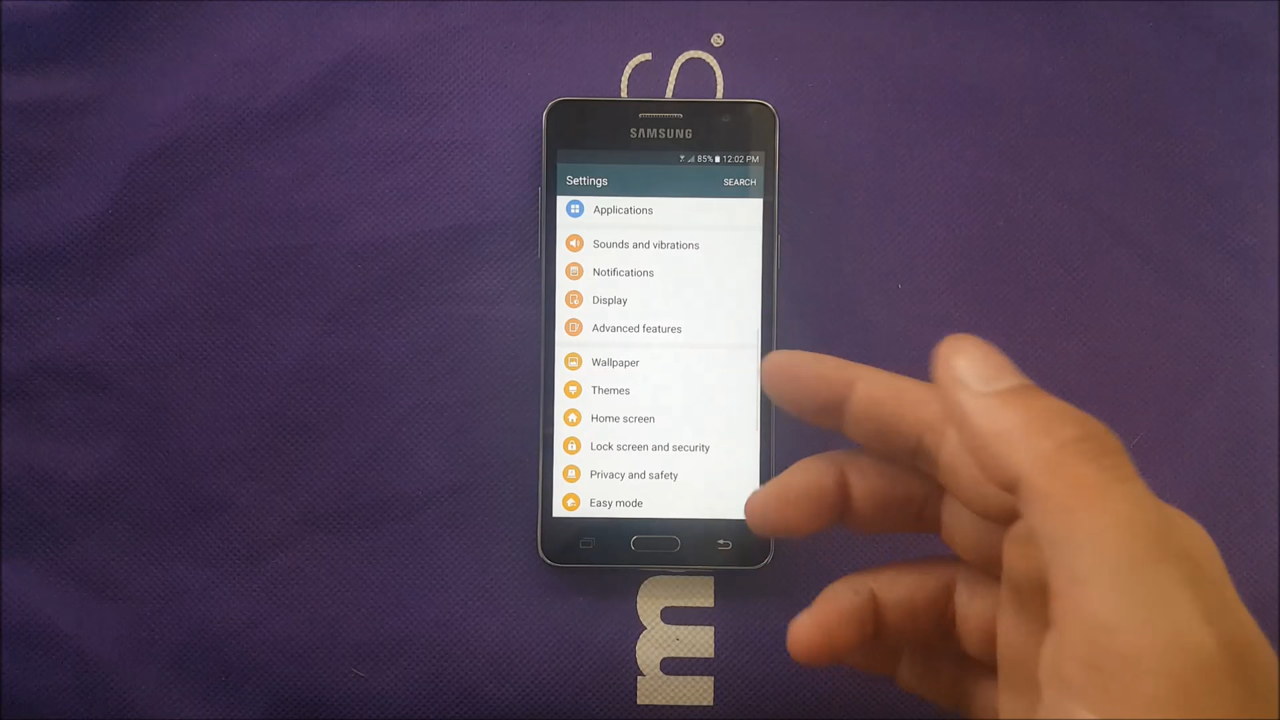 SAMSUNG
85% 12:02 PM
Settings SEARCH
Applications
Sounds and vibrations
Notifications
Display
Advanced features
Wallpaper
Themes
Home screen
Lock screen and security
Privacy and safety
Easy mode
m